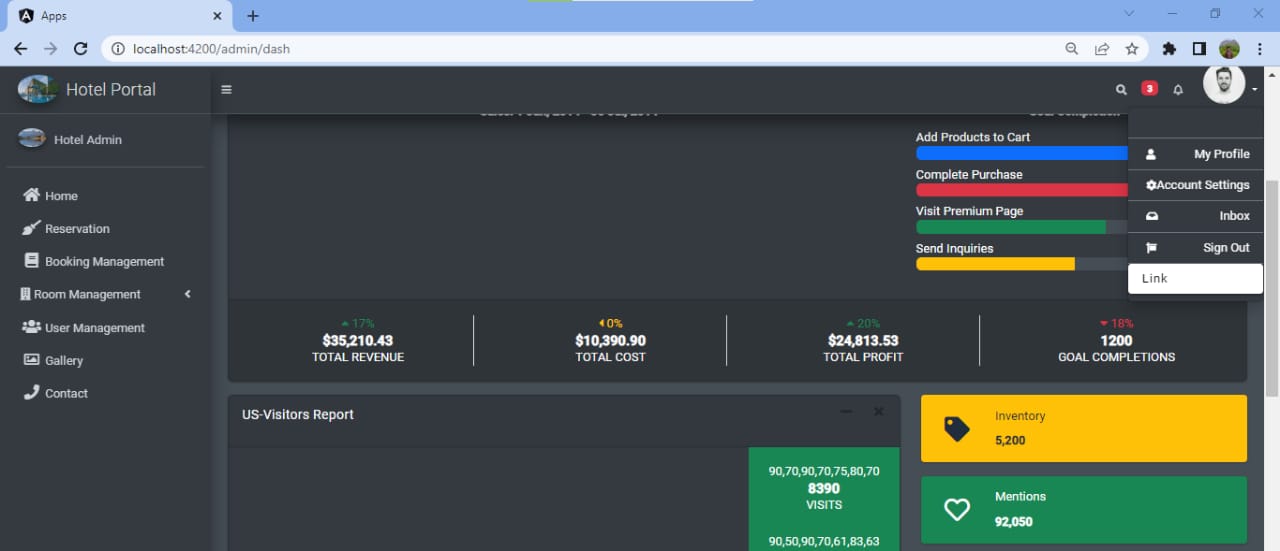 Apps
localhost:4200/admin/dash
Hotel Portal
3
Hotel Admin
Home
Reservation
Booking Management
Room Management
User Management
Gallery
Contact
Add Products to Cart
Complete Purchase
Visit Premium Page
Send Inquiries
My Profile
Account Settings
Inbox
Sign Out
Link
17%
$35,210.43
TOTAL REVENUE
0%
$10,390.90
TOTAL COST
20%
$24,813.53
TOTAL PROFIT
18%
1200
GOAL COMPLETIONS
US-Visitors Report
90,70,90,70,75,80,70
8390
VISITS
90,50,90,70,61,83,63
Inventory
5,200
Mentions
92,050